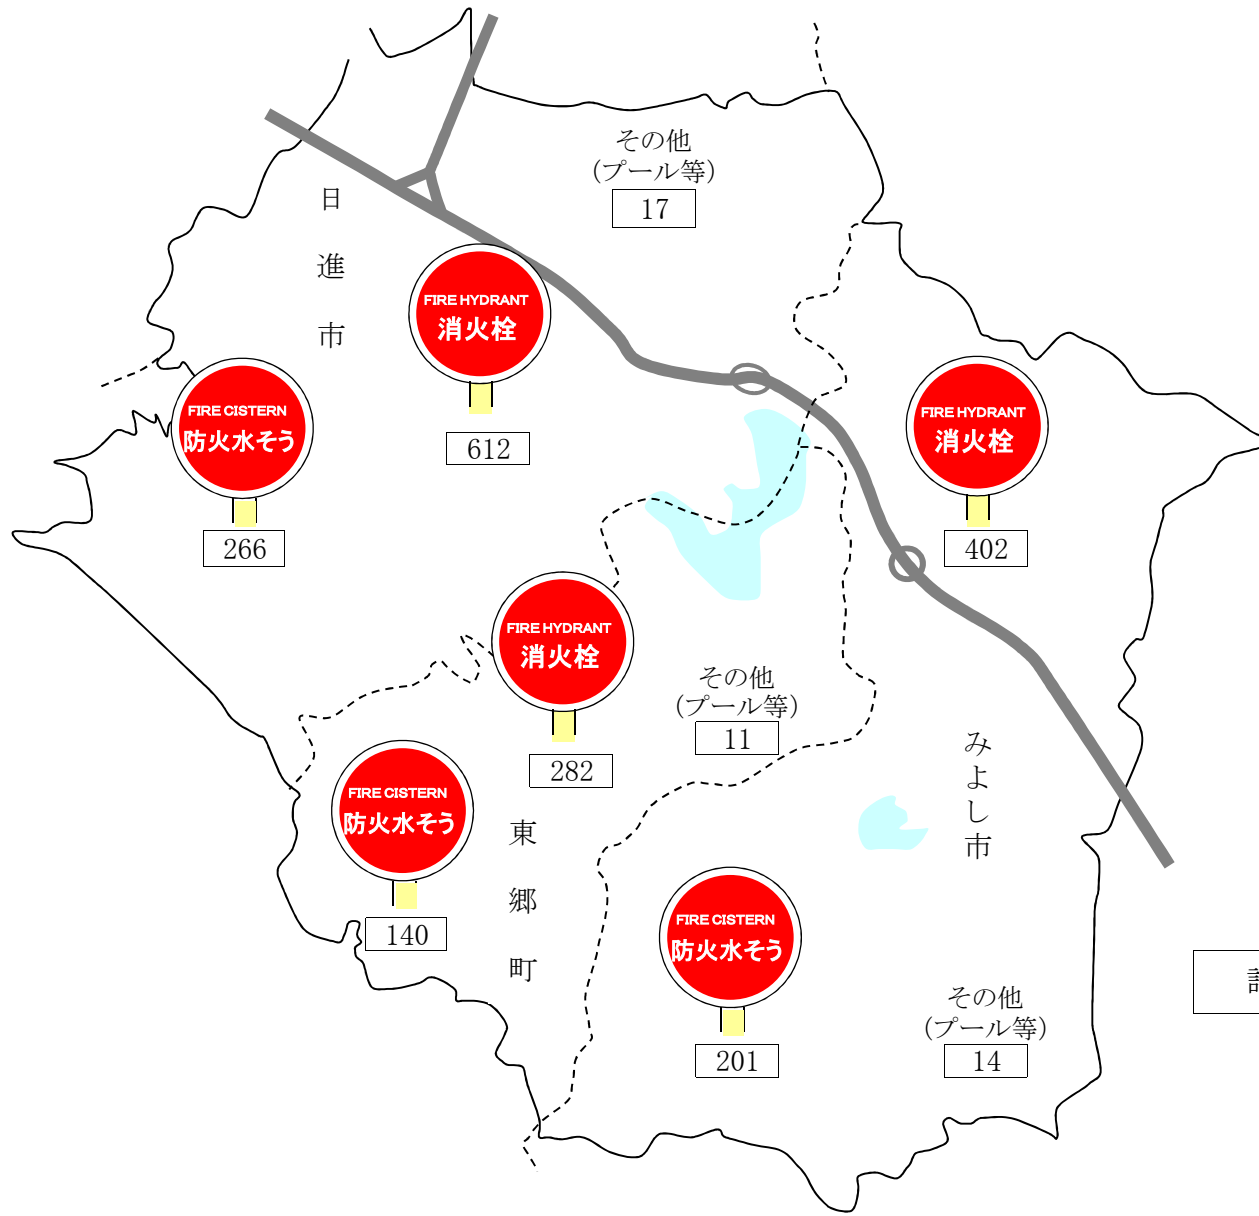 その他
(プール等)
17
日
進
市
FIRE HYDRANT
消火栓
612
FIRE CISTERN
防火水そう
266
FIRE HYDRANT
消火栓
402
FIRE HYDRANT
消火栓
282
その他
(プール等)
11
FIRE CISTERN
防火水そう
140
東
郷
町
み
よ
し
市
FIRE CISTERN
防火水そう
201
その他
(プール等)
14